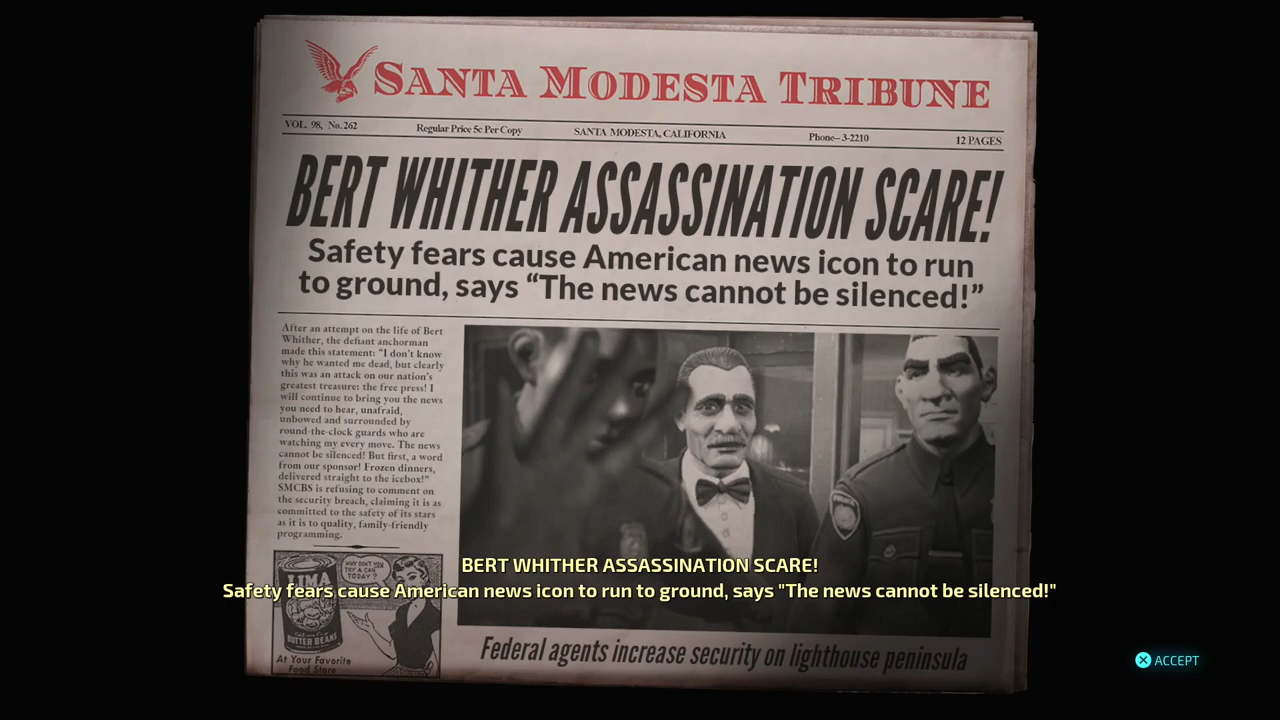 SANTA MODESTA TRIBUNE
VOL. 98, No. 262
Regular Price 5c Per Copy
SANTA MODESTA, CALIFORNIA
Phone–3-2210
12 PAGES
BERT WHITHER ASSASSINATION SCARE!
Safety fears cause American news icon to run
to ground, says “The news cannot be silenced!”
After an attempt on the life of Bert
Whither, the defiant anchorman
made this statement: “I don't know
why he wanted me dead, but clearly
this was an attack on our nation's
greatest treasure: the free press! I
will continue to bring you the news
you need to hear, unafraid,
unbowed and surrounded by
round-the-clock guards who are
watching my every move. The news
cannot be silenced! But first, a word
from our sponsor! Frozen dinners,
delivered straight to the icebox!”
SMCBS is refusing to comment on
the security breach, claiming it is as
committed to the safety of its stars
as it is to quality, family-friendly
programming.
WHY DON'T YOU
TRY A CAN
TODAY?
LIMA
BUTTER BEANS
At Your Favorite
Food Store
BERT WHITHER ASSASSINATION SCARE!
Safety fears cause American news icon to run to ground, says "The news cannot be silenced!"
Federal agents increase security on lighthouse peninsula
ACCEPT